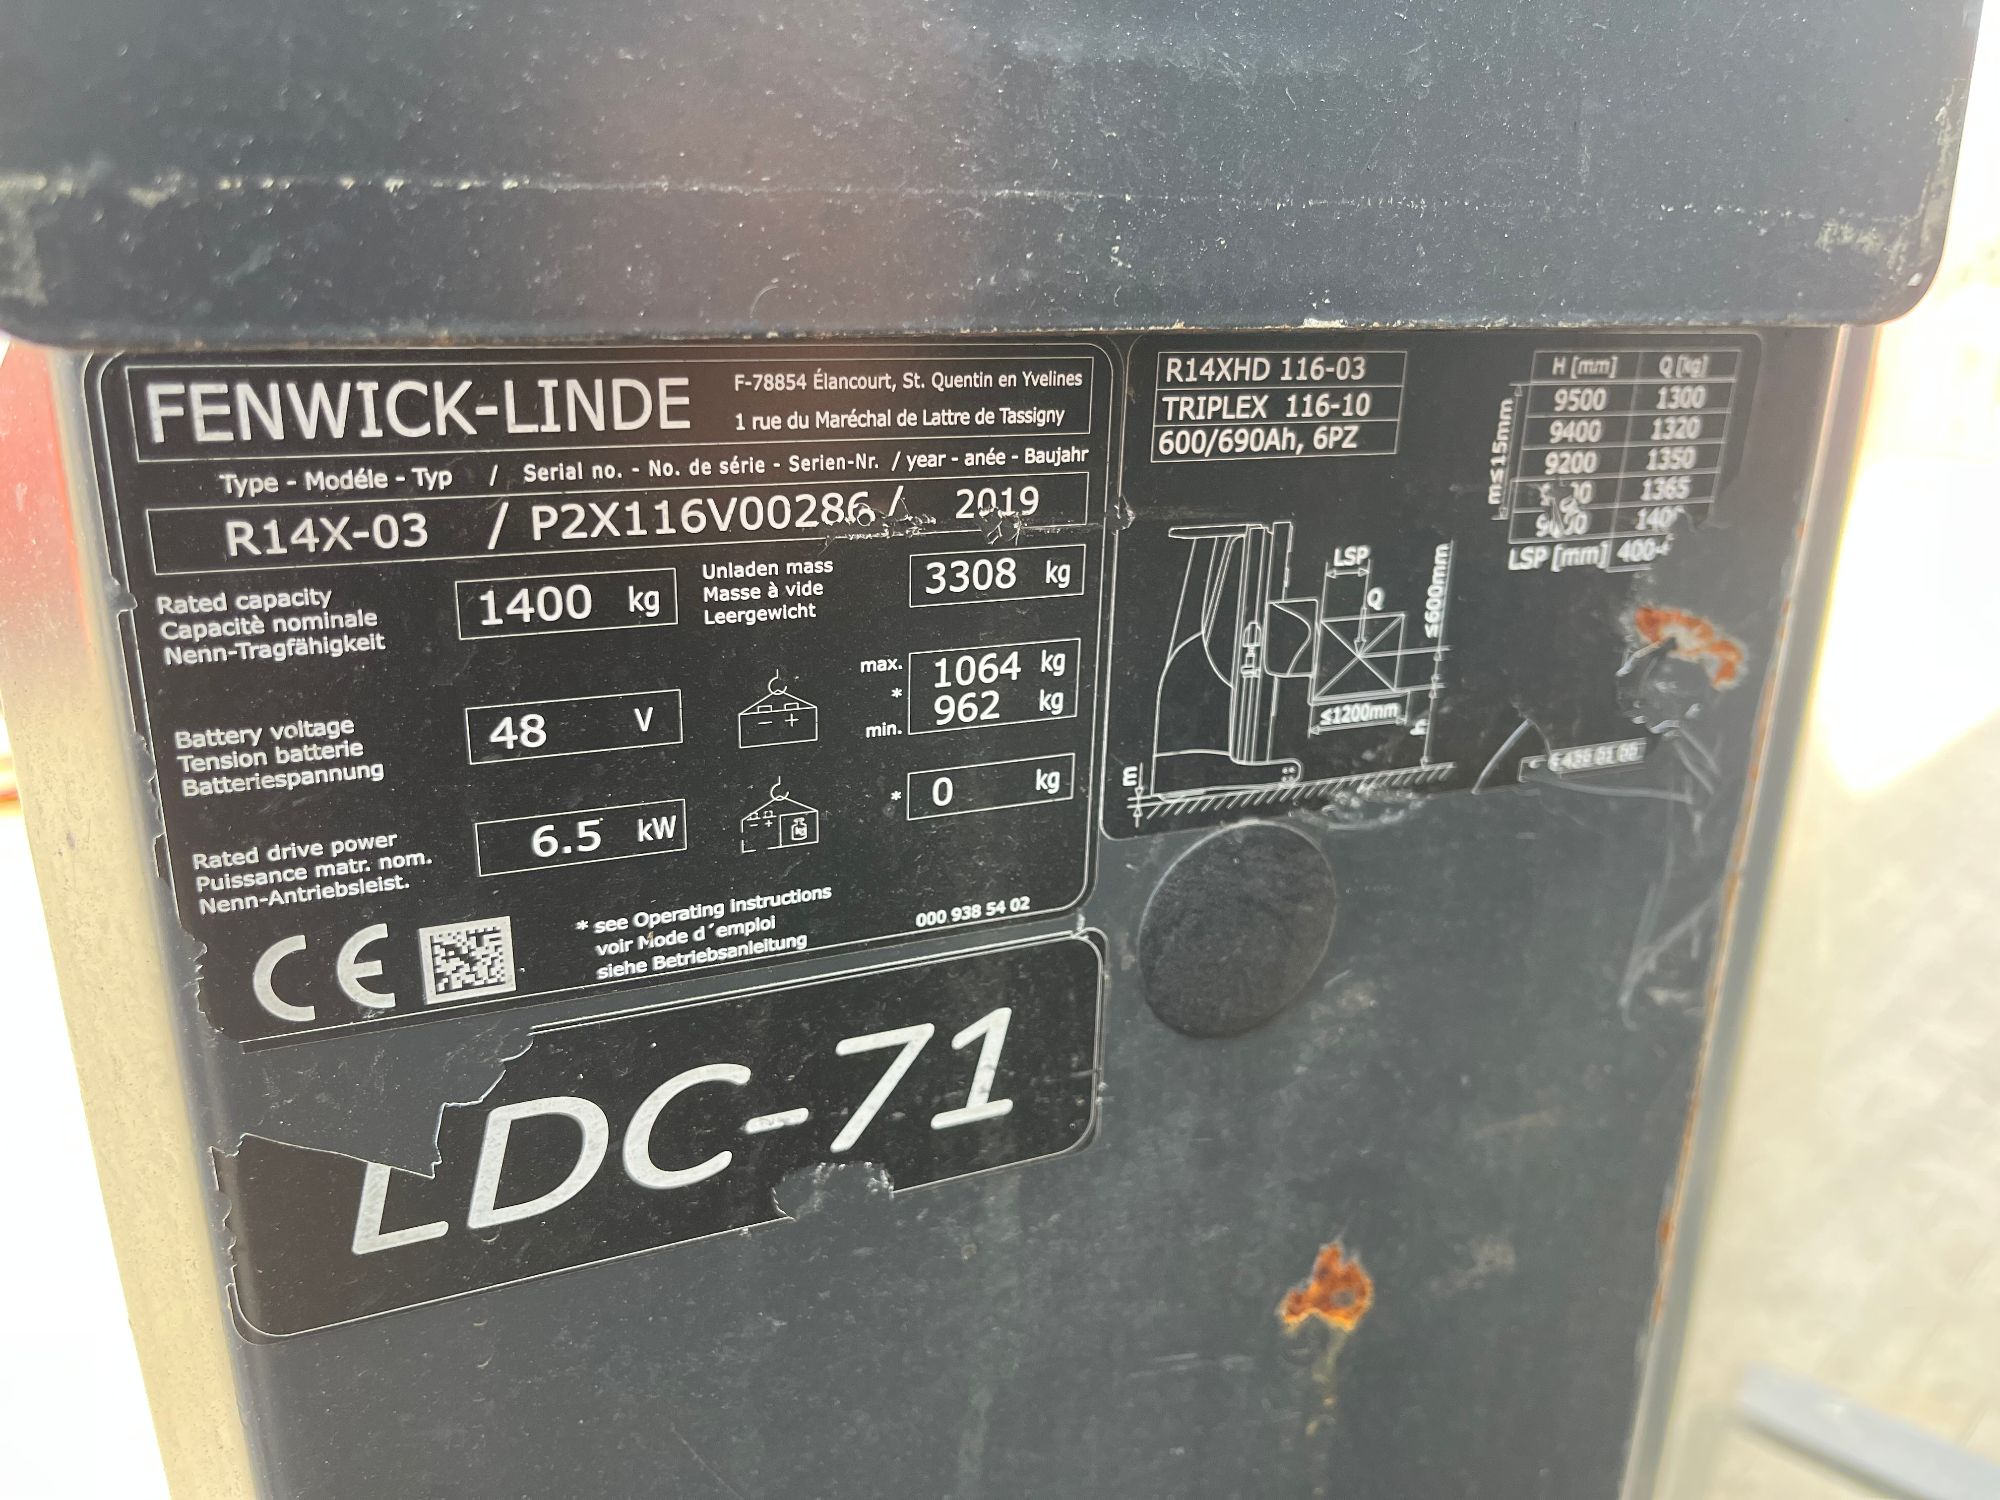 FENWICK-LINDE
F-78854 Élancourt, St. Quentin en Yvelines
1 rue du Maréchal de Lattre de Tassigny
Type - Modéle - Typ / Serial no. - No. de série - Serien-Nr. / year - anée - Baujahr
R14X-03 / P2X116V00286 / 2019
Rated capacity
Capacitè nominale
Nenn-Tragfähigkeit
1400 kg
Unladen mass
Masse à vide
Leergewicht
3308 kg
Battery voltage
Tension batterie
Batteriespannung
48 V
max. 1064 kg
*
min. 962 kg
Rated drive power
Puissance matr. nom.
Nenn-Antriebsleist.
6.5 kW
- +
- + kg
* 0 kg
CE
* see Operating instructions
voir Mode d´emploi
siehe Betriebsanleitung
000 938 54 02
LDC-71
R14XHD 116-03
TRIPLEX 116-10
600/690Ah, 6PZ
H [mm] Q [kg]
9500 1300
9400 1320
9200 1350
1365
LSP [mm]
m≤15mm
LSP
Q
≤600mm
≤1200mm
h
m